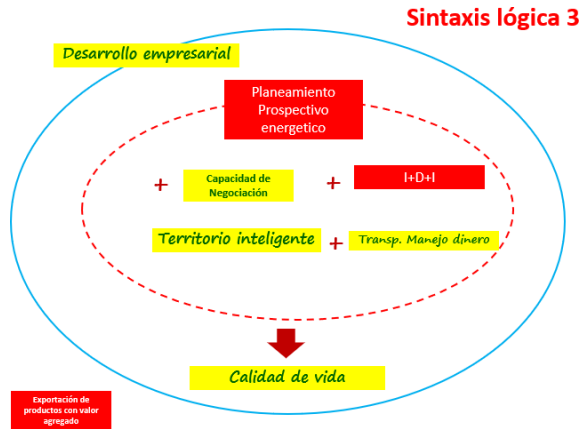 Sintaxis lógica 3
Desarrollo empresarial
Planeamiento
Prospectivo
energetico
+
Capacidad de
Negociación
+
I+D+I
Territorio inteligente
+
Transp. Manejo dinero
Calidad de vida
Exportación de
productos con valor
agregado